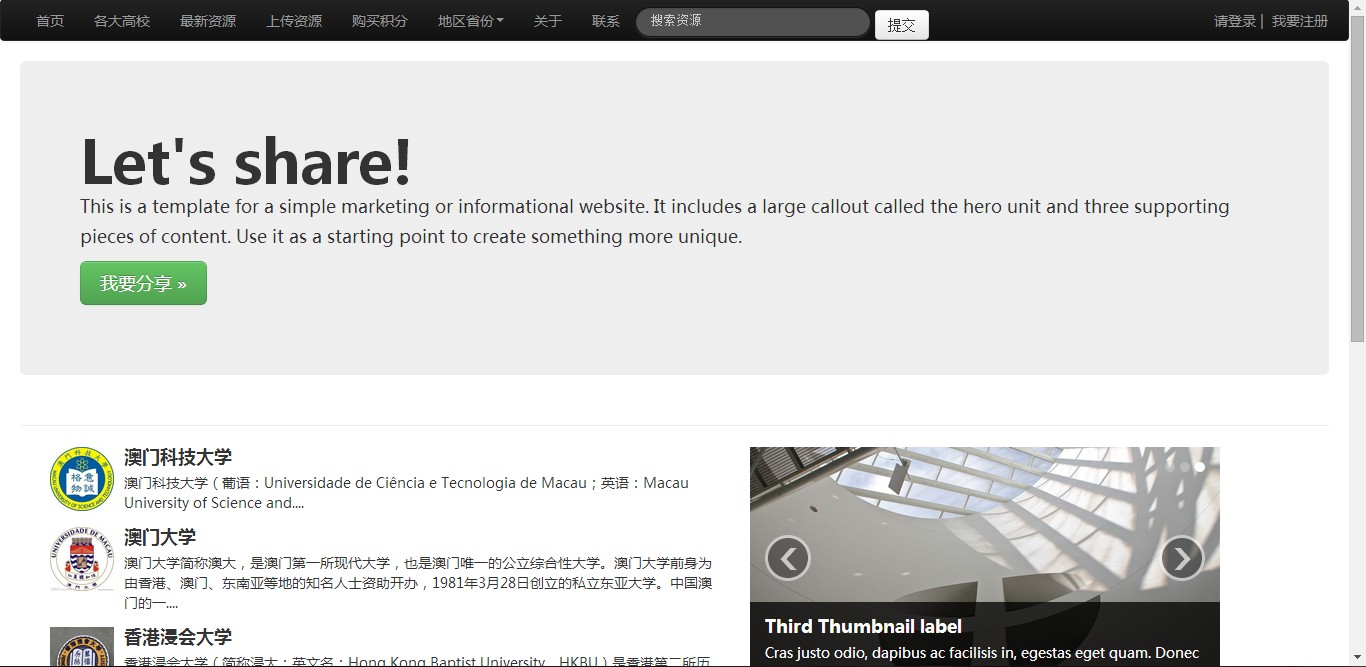 首页 各大高校 最新资源 上传资源 购买积分 地区省份 关于 联系 搜索资源 提交 请登录 | 我要注册
Let's share!
This is a template for a simple marketing or informational website. It includes a large callout called the hero unit and three supporting
pieces of content. Use it as a starting point to create something more unique.
我要分享 »
澳门科技大学
澳门科技大学（葡语：Universidade de Ciência e Tecnologia de Macau；英语：Macau
University of Science and....
澳门大学
澳门大学简称澳大，是澳门第一所现代大学，也是澳门唯一的公立综合性大学。澳门大学前身为
由香港、澳门、东南亚等地的知名人士资助开办，1981年3月28日创立的私立东亚大学。中国澳
门的一....
香港浸会大学
香港浸会大学（简称浸大；英文名：Hong Kong Baptist University，HKBU）是香港第二所历
Third Thumbnail label
Cras justo odio, dapibus ac facilisis in, egestas eget quam. Donec